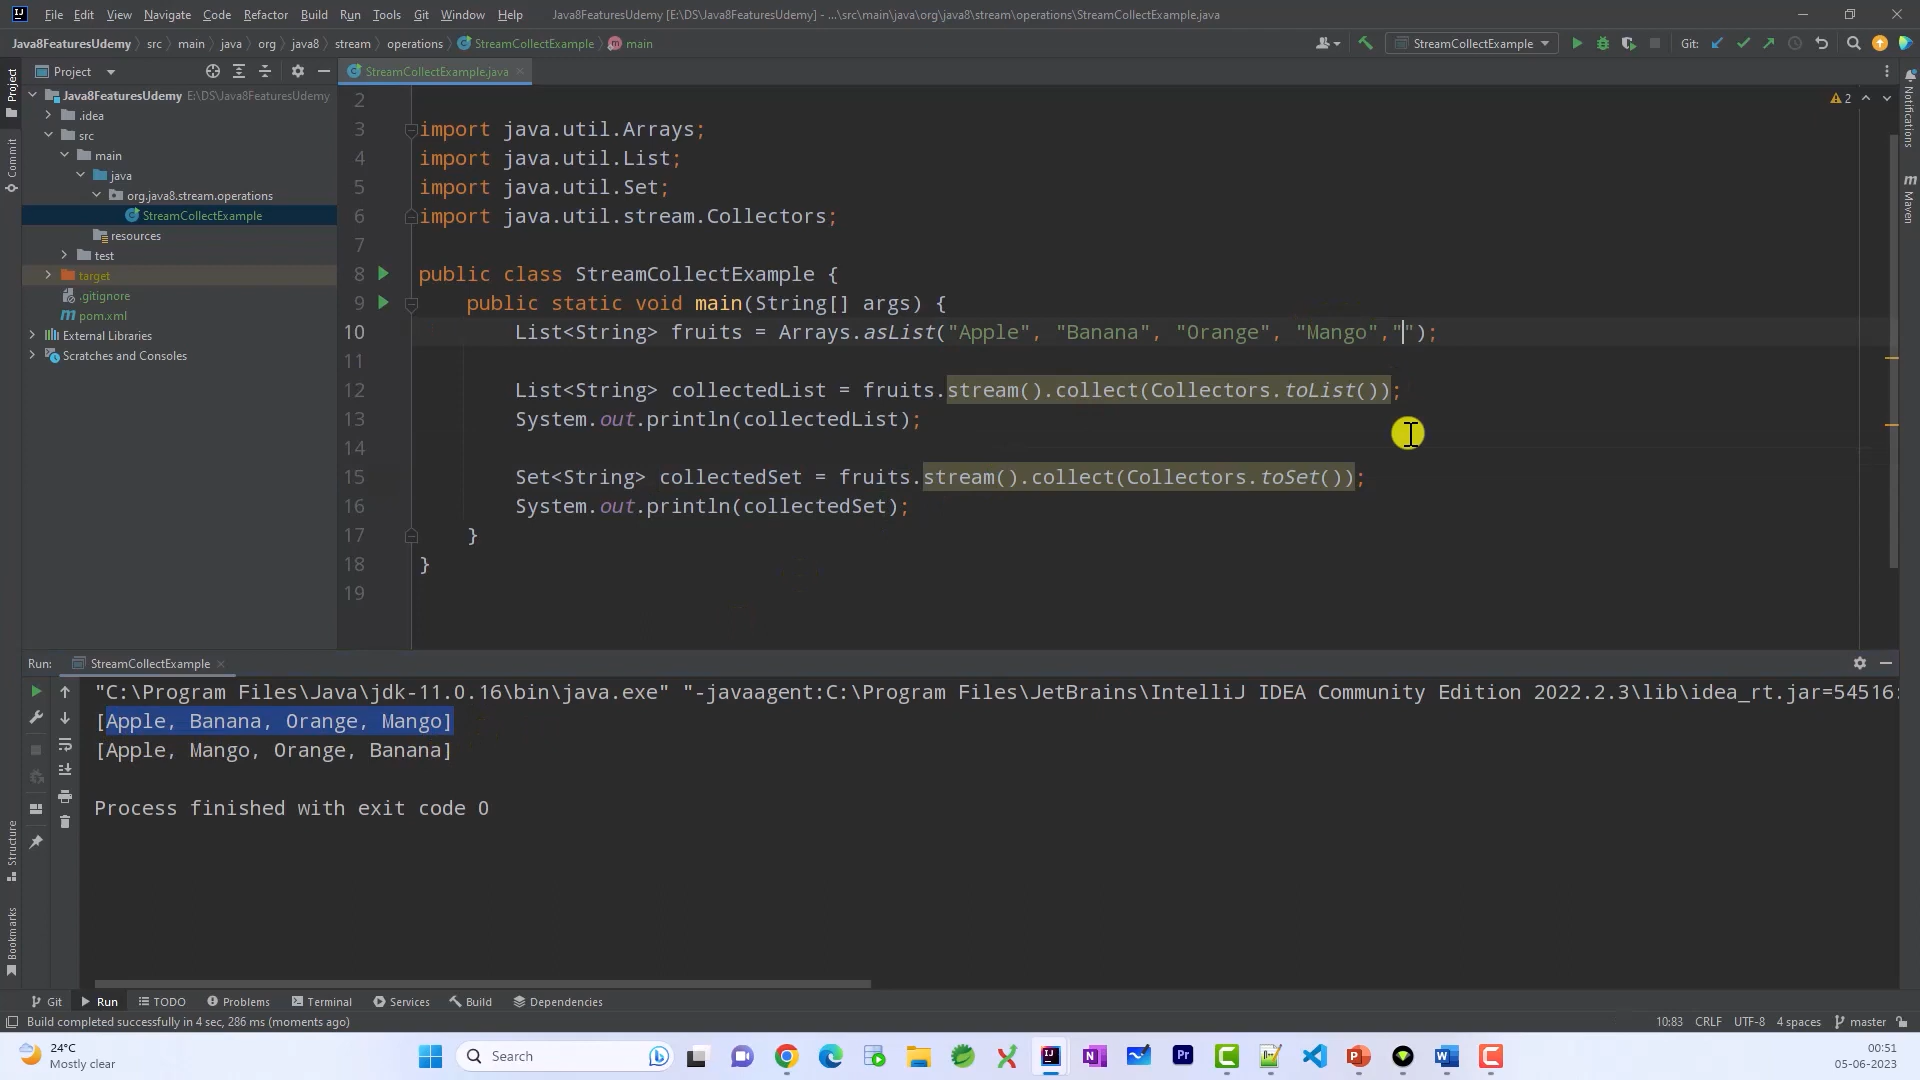 File Edit View Navigate Code Refactor Build Run Tools Git Window Help Java8FeaturesUdemy [E:\DS\Java8FeaturesUdemy] - ...\src\main\java\org\java8\stream\operations\StreamCollectExample.java
Java8FeaturesUdemy src main java org java8 stream operations StreamCollectExample main StreamCollectExample Git:
Project StreamCollectExample.java
Java8FeaturesUdemy E:\DS\Java8FeaturesUdemy
.idea
src
main
java
org.java8.stream.operations
StreamCollectExample
resources
test
target
.gitignore
pom.xml
External Libraries
Scratches and Consoles
Project
Commit
Structure
Bookmarks
Notifications
Maven
2
2
3 import java.util.Arrays;
4 import java.util.List;
5 import java.util.Set;
6 import java.util.stream.Collectors;
7
8 public class StreamCollectExample {
9 public static void main(String[] args) {
10 List<String> fruits = Arrays.asList("Apple", "Banana", "Orange", "Mango","");
11
12 List<String> collectedList = fruits.stream().collect(Collectors.toList());
13 System.out.println(collectedList);
14
15 Set<String> collectedSet = fruits.stream().collect(Collectors.toSet());
16 System.out.println(collectedSet);
17 }
18 }
19
Run: StreamCollectExample
"C:\Program Files\Java\jdk-11.0.16\bin\java.exe" "-javaagent:C:\Program Files\JetBrains\IntelliJ IDEA Community Edition 2022.2.3\lib\idea_rt.jar=54516:
[Apple, Banana, Orange, Mango]
[Apple, Mango, Orange, Banana]
Process finished with exit code 0
Git Run TODO Problems Terminal Services Build Dependencies
Build completed successfully in 4 sec, 286 ms (moments ago) 10:83 CRLF UTF-8 4 spaces master
24°C
Mostly clear
Search
00:51
05-06-2023